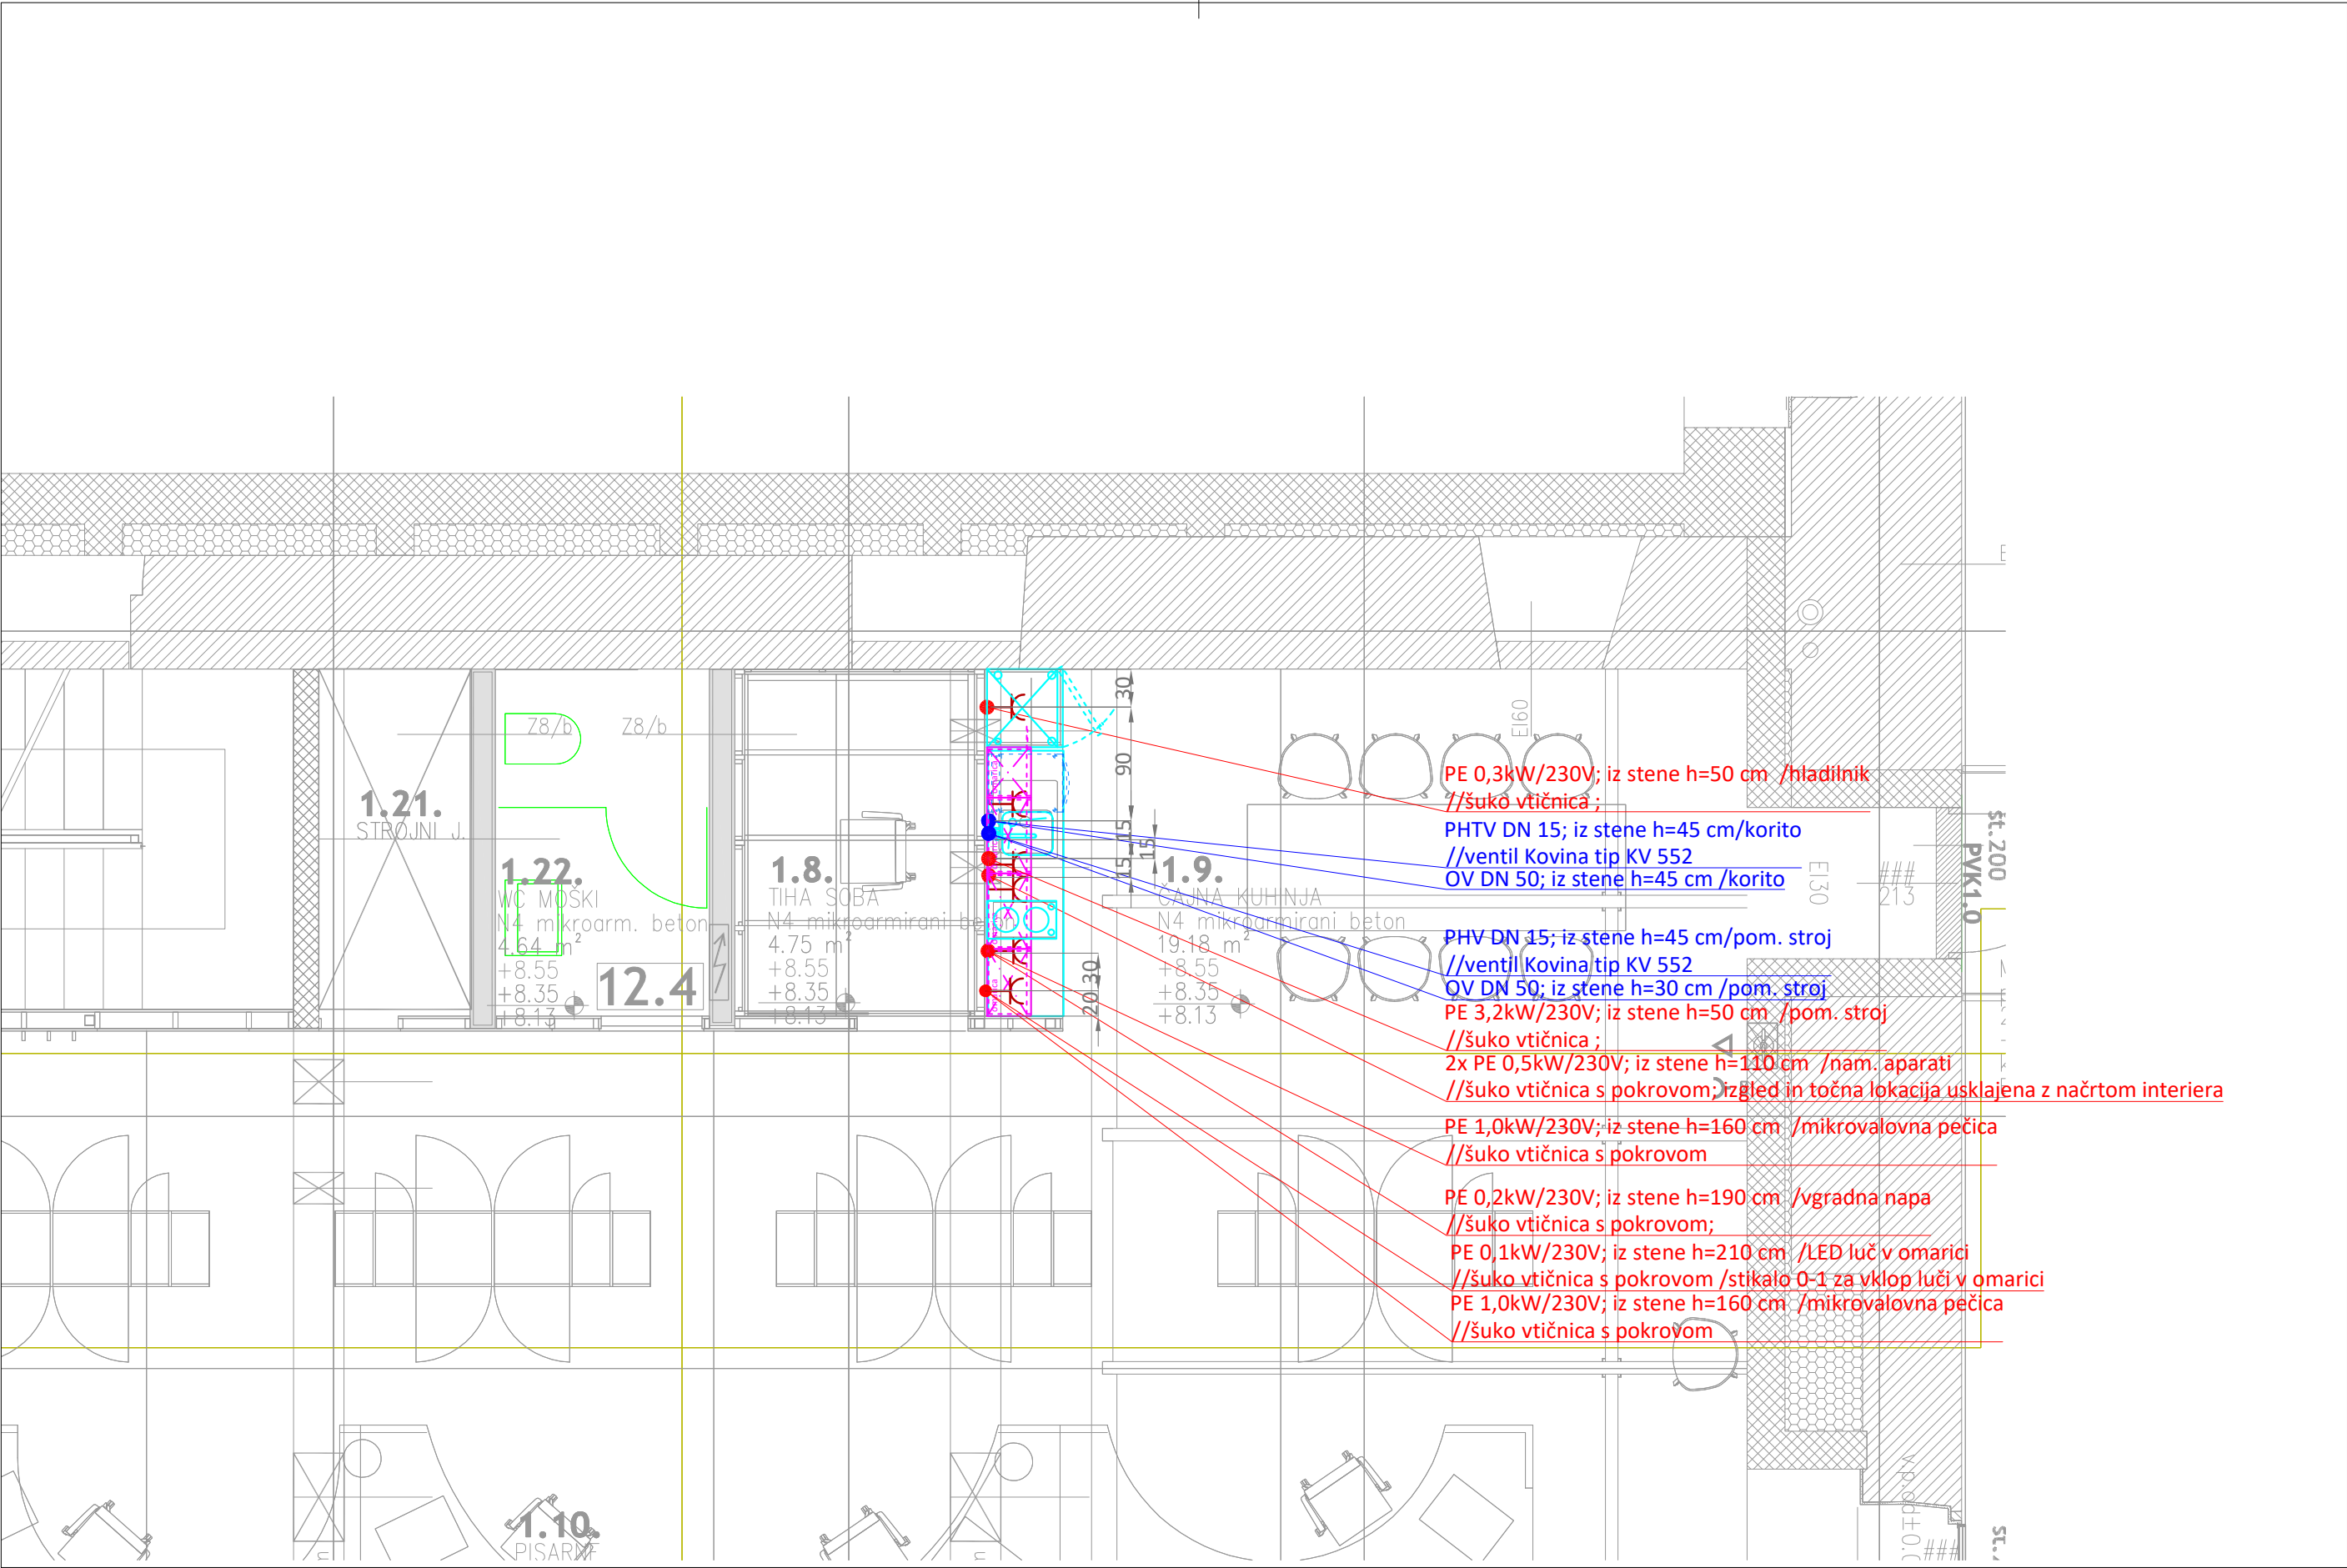 30
Z8/b
Z8/b
EI60
90
PE 0,3kW/230V; iz stene h=50 cm /hladilnik
//šuko vtičnica ;
1.21.
STROJNI J.
PHTV DN 15; iz stene h=45 cm/korito
//ventil Kovina tip KV 552
OV DN 50; iz stene h=45 cm /korito
15
15
15
1.22.
WC MOŠKI
N4 mikroarm. beton
4.64 m²
+8.55
+8.35
+8.13
12.4
1.8.
TIHA SOBA
N4 mikroarmirani beton
4.75 m²
+8.55
+8.35
+8.13
1.9.
ČAJNA KUHINJA
N4 mikroarmirani beton
19.18 m²
+8.55
+8.35
+8.13
EI30
###
213
št.200
PVK1.0
20 30
PHV DN 15; iz stene h=45 cm/pom. stroj
//ventil Kovina tip KV 552
OV DN 50; iz stene h=30 cm /pom. stroj
PE 3,2kW/230V; iz stene h=50 cm /pom. stroj
//šuko vtičnica ;
2x PE 0,5kW/230V; iz stene h=110 cm /nam. aparati
//šuko vtičnica s pokrovom; izgled in točna lokacija usklajena z načrtom interiera
PE 1,0kW/230V; iz stene h=160 cm /mikrovalovna pečica
//šuko vtičnica s pokrovom
PE 0,2kW/230V; iz stene h=190 cm /vgradna napa
//šuko vtičnica s pokrovom;
PE 0,1kW/230V; iz stene h=210 cm /LED luč v omarici
//šuko vtičnica s pokrovom /stikalo 0-1 za vklop luči v omarici
PE 1,0kW/230V; iz stene h=160 cm /mikrovalovna pečica
//šuko vtičnica s pokrovom
1.10.
PISARNE
v.p.od±0.0
###
št.